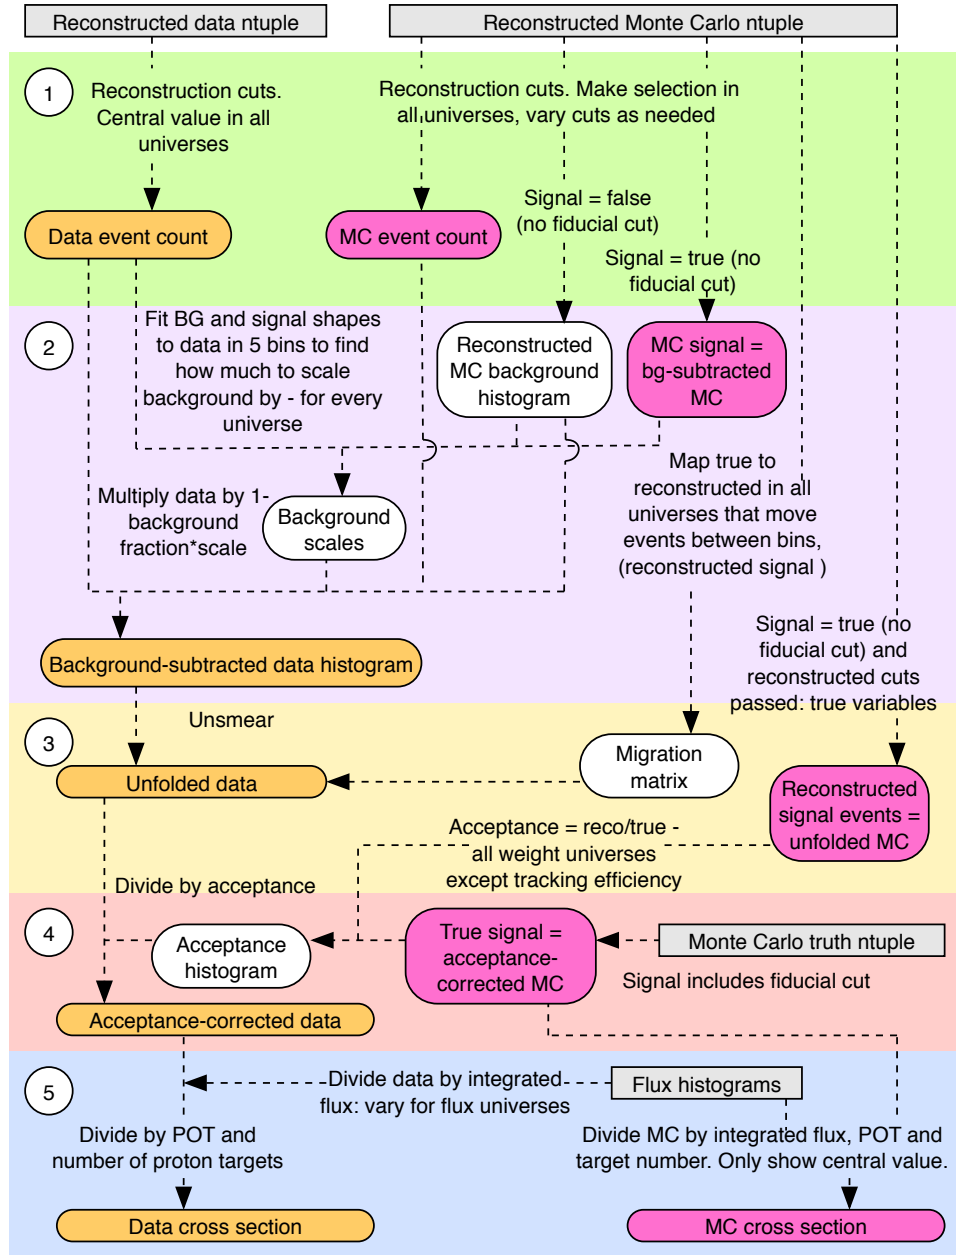 Reconstructed data ntuple
Reconstructed Monte Carlo ntuple
1
Reconstruction cuts.
Central value in all
universes
Reconstruction cuts. Make selection in
all universes, vary cuts as needed
Signal = false
(no fiducial cut)
Data event count
MC event count
Signal = true (no
fiducial cut)
2
Fit BG and signal shapes
to data in 5 bins to find
how much to scale
background by - for every
universe
Reconstructed
MC background
histogram
MC signal =
bg-subtracted
MC
Map true to
reconstructed in all
universes that move
events between bins,
(reconstructed signal )
Multiply data by 1-
background
fraction*scale
Background
scales
Signal = true (no
fiducial cut) and
reconstructed cuts
passed: true variables
Background-subtracted data histogram
Unsmear
3
Unfolded data
Migration
matrix
Reconstructed
signal events =
unfolded MC
Acceptance = reco/true -
all weight universes
except tracking efficiency
Divide by acceptance
4
Acceptance
histogram
True signal =
acceptance-
corrected MC
Monte Carlo truth ntuple
Signal includes fiducial cut
Acceptance-corrected data
5
Divide data by integrated
flux: vary for flux universes
Flux histograms
Divide by POT and
number of proton targets
Divide MC by integrated flux, POT and
target number. Only show central value.
Data cross section
MC cross section